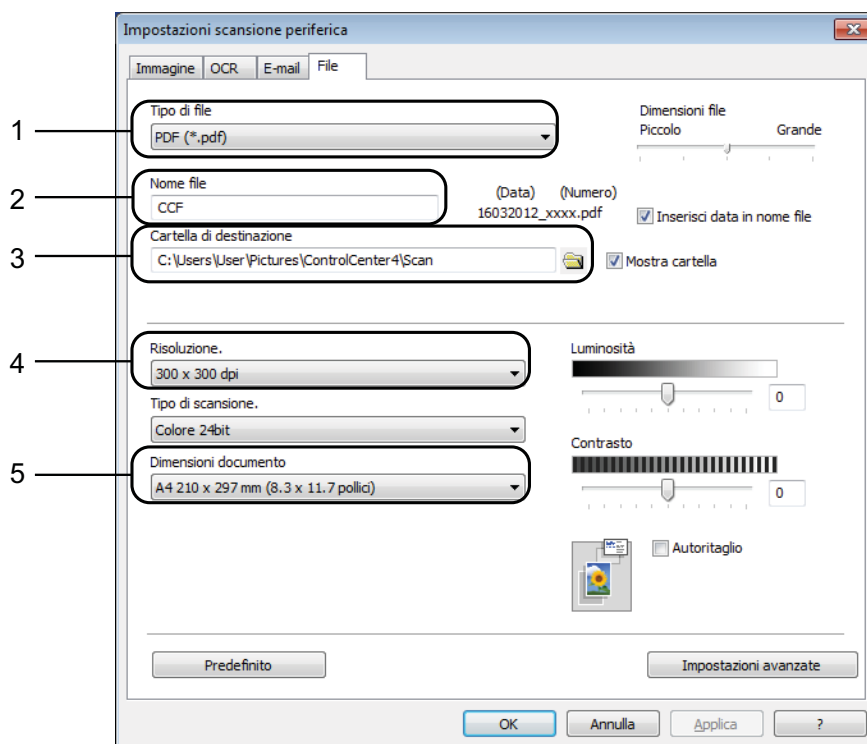 Impostazioni scansione periferica
Immagine OCR E-mail File
1
Tipo di file
PDF (*.pdf)
Dimensioni file
Piccolo Grande
2
Nome file
CCF
(Data) (Numero)
16032012_xxxx.pdf
Inserisci data in nome file
3
Cartella di destinazione
C:\Users\User\Pictures\ControlCenter4\Scan
Mostra cartella
4
Risoluzione.
300 x 300 dpi
Tipo di scansione.
Colore 24bit
5
Dimensioni documento
A4 210 x 297 mm (8.3 x 11.7 pollici)
Luminosità
0
Contrasto
0
Autoritaglio
Predefinito
Impostazioni avanzate
OK Annulla Applica ?